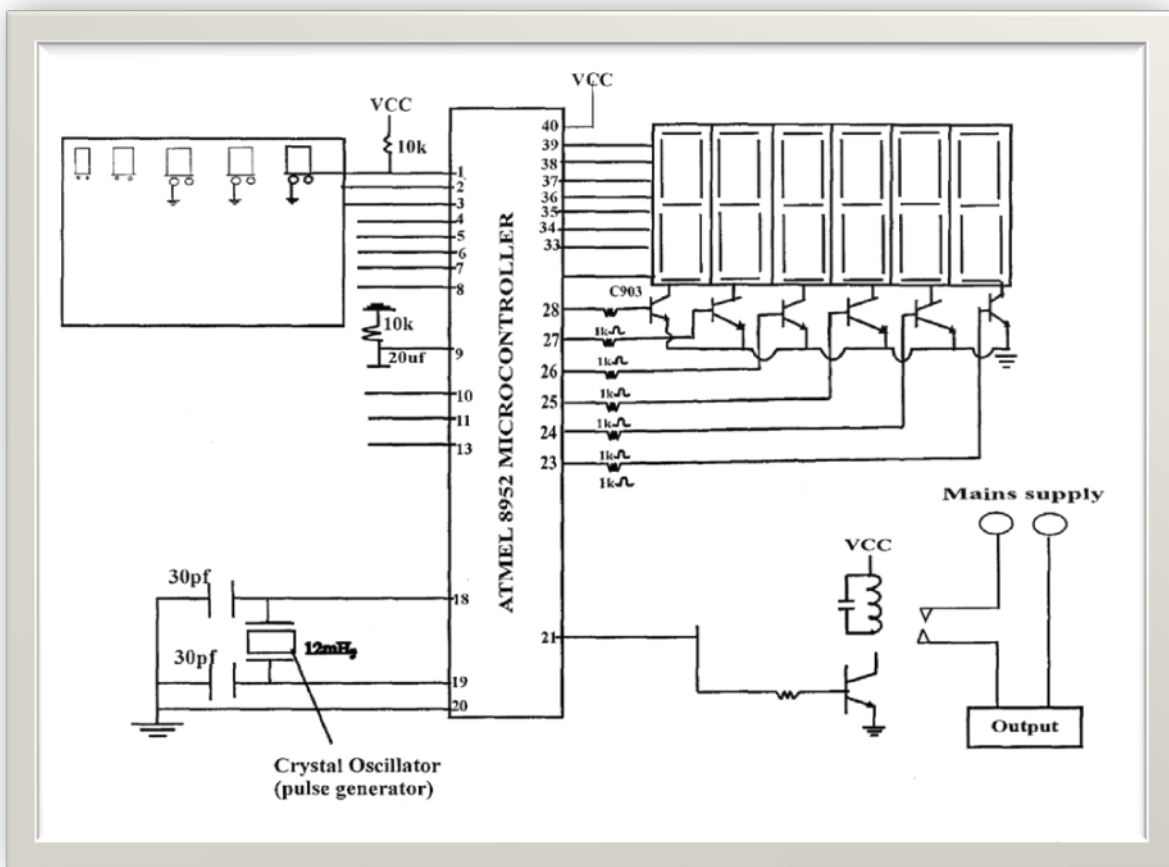 VCC
10k
1
2
3
4
5
6
7
8
10k
20uf
9
10
11
13
30pf
18
12mHz
30pf
19
20
Crystal Oscillator
(pulse generator)
ATMEL 8952 MICROCONTROLLER
VCC
40
39
38
37
36
35
34
33
C903
28
1k
27
1k
26
1k
25
1k
24
1k
23
1k
21
VCC
Mains supply
Output